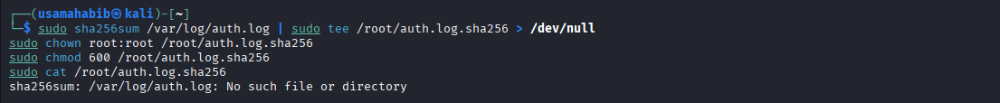 ┌──(usamahabib㉿kali)-[~]
└─$ sudo sha256sum /var/log/auth.log | sudo tee /root/auth.log.sha256 > /dev/null
sudo chown root:root /root/auth.log.sha256
sudo chmod 600 /root/auth.log.sha256
sudo cat /root/auth.log.sha256
sha256sum: /var/log/auth.log: No such file or directory